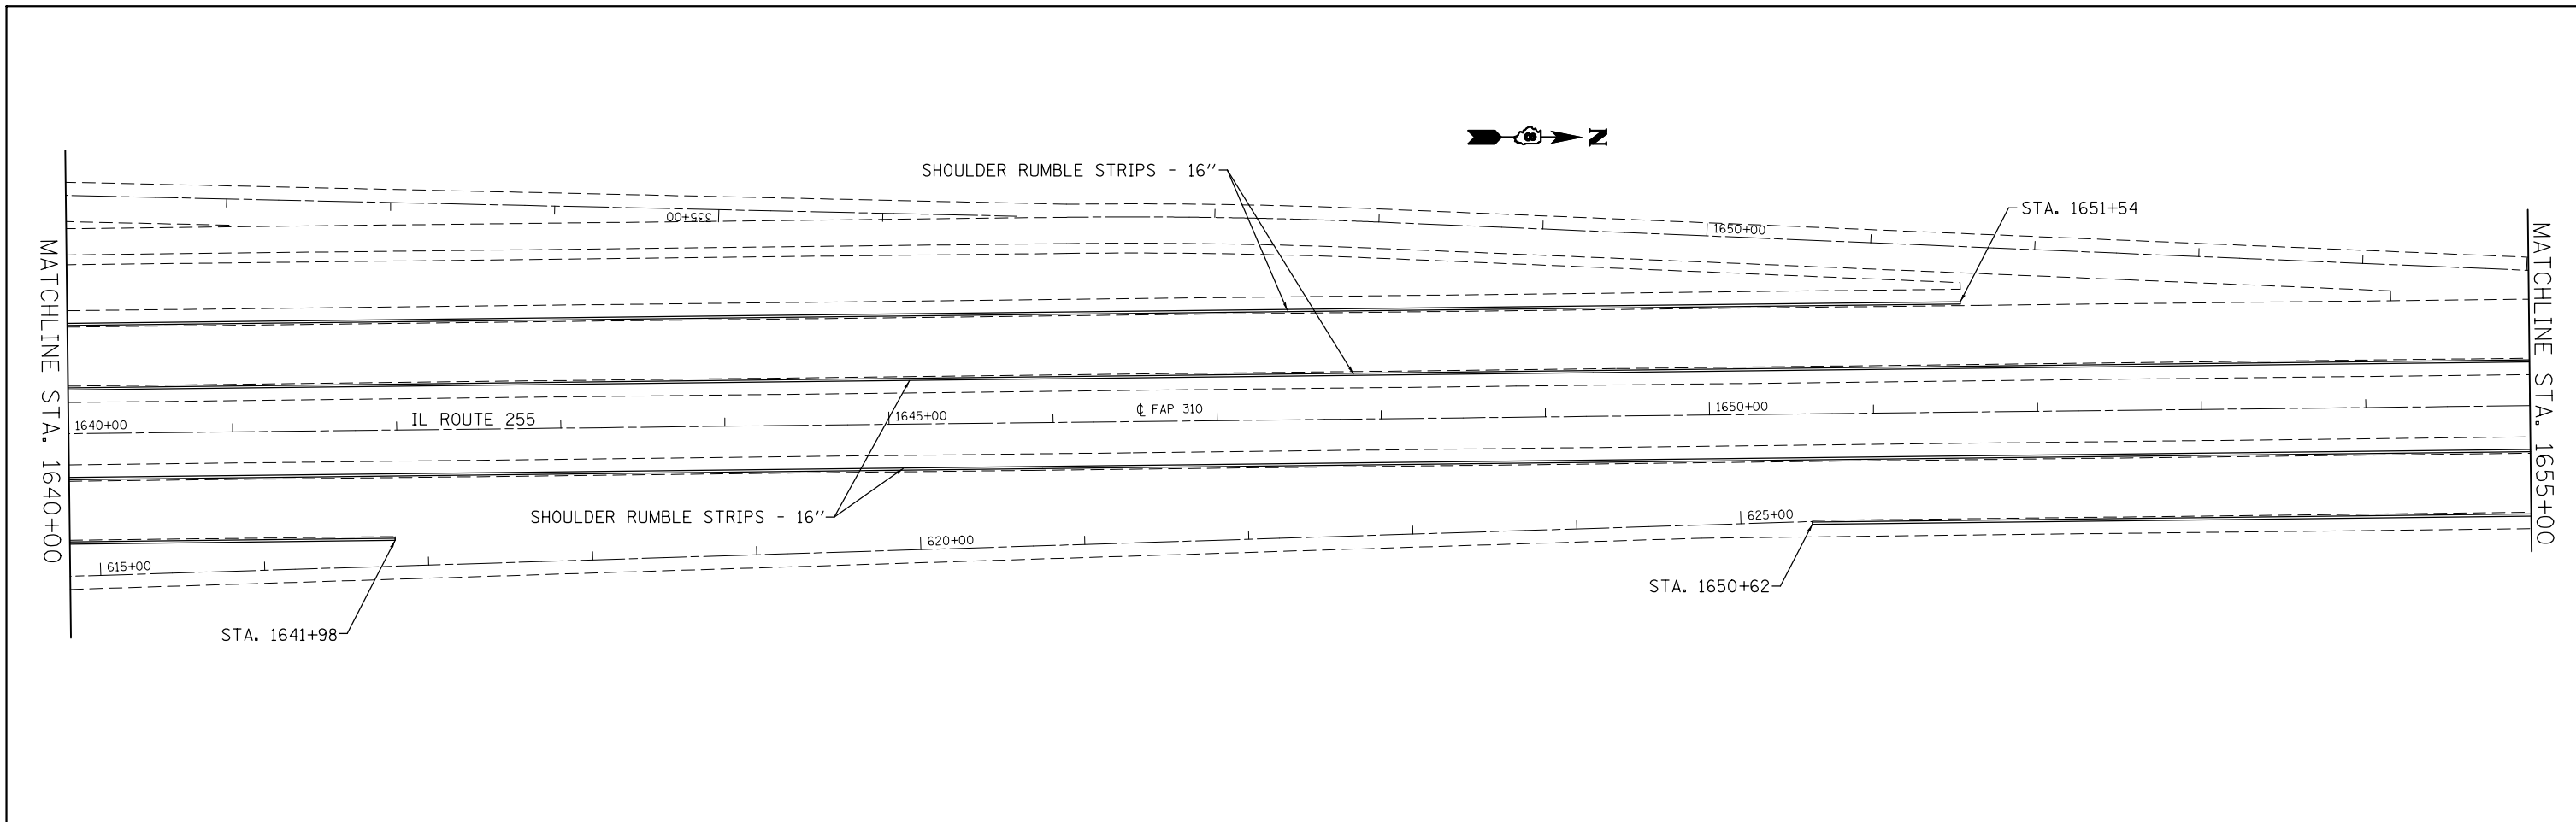 N
SHOULDER RUMBLE STRIPS - 16"
STA. 1651+54
335+00
1650+00
MATCHLINE STA. 1640+00
MATCHLINE STA. 1655+00
1640+00
IL ROUTE 255
1645+00
℄ FAP 310
1650+00
SHOULDER RUMBLE STRIPS - 16"
615+00
620+00
625+00
STA. 1650+62
STA. 1641+98